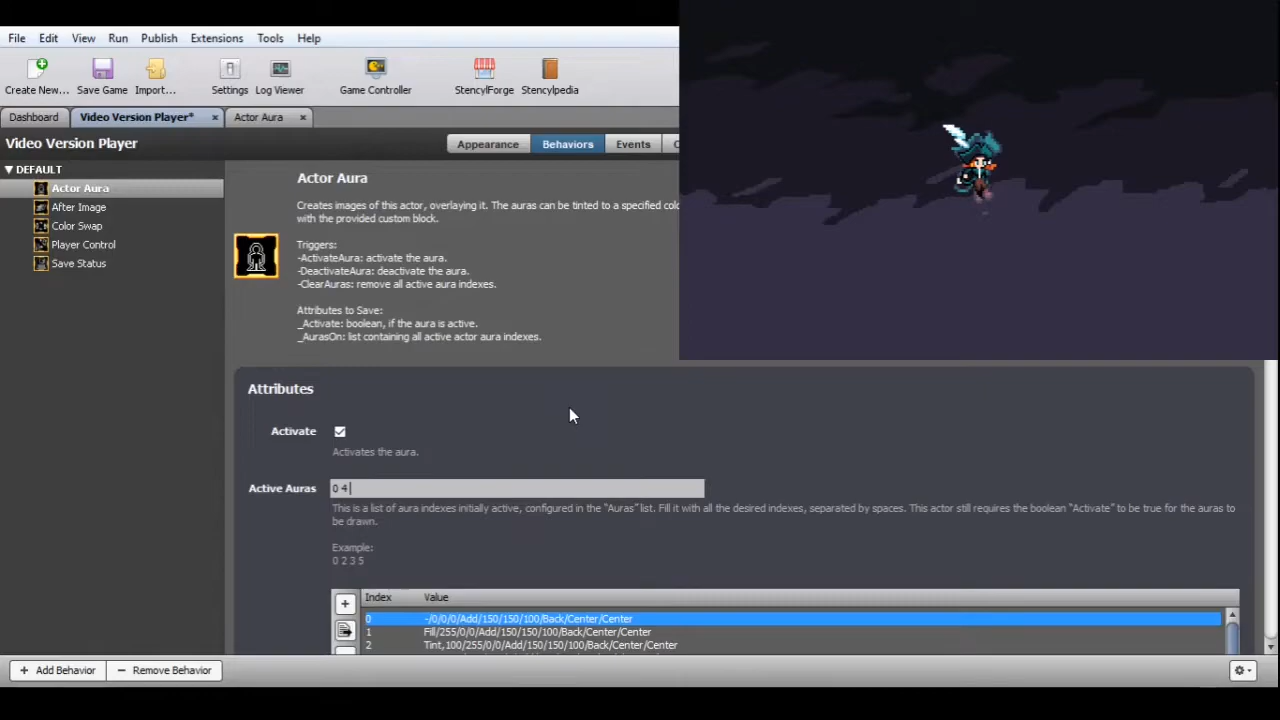 File Edit View Run Publish Extensions Tools Help
Create New... Save Game Import... Settings Log Viewer Game Controller StencylForge Stencylpedia
Dashboard Video Version Player* Actor Aura
Video Version Player Appearance Behaviors Events
DEFAULT
Actor Aura
After Image
Color Swap
Player Control
Save Status
Actor Aura
Creates images of this actor, overlaying it. The auras can be tinted to a specified
with the provided custom block.
Triggers:
-ActivateAura: activate the aura.
-DeactivateAura: deactivate the aura.
-ClearAuras: remove all active aura indexes.
Attributes to Save:
_Activate: boolean, if the aura is active.
_AurasOn: list containing all active actor aura indexes.
Attributes
Activate
Activates the aura.
Active Auras 0 4
This is a list of aura indexes initially active, configured in the "Auras" list. Fill it with all the desired indexes, separated by spaces. This actor still requires the boolean "Activate" to be true for the auras to
be drawn.
Example:
0 2 3 5
Index Value
0 -/0/0/0/Add/150/150/100/Back/Center/Center
1 Fill/255/0/0/Add/150/150/100/Back/Center/Center
2 Tint,100/255/0/0/Add/150/150/100/Back/Center/Center
+ Add Behavior − Remove Behavior